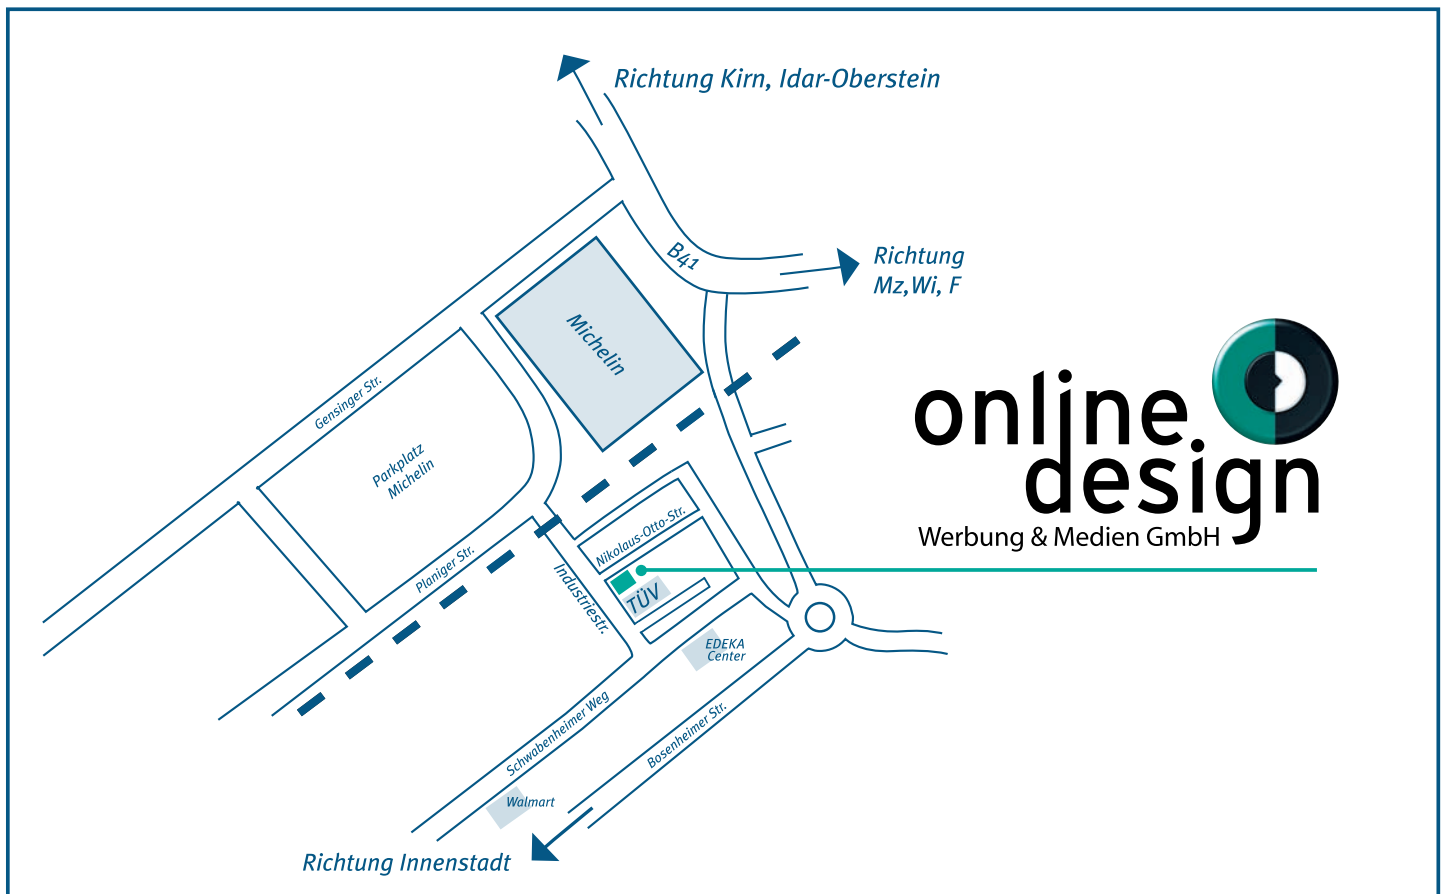 Richtung Kirn, Idar-Oberstein
B41
Richtung
Mz,Wi, F
Michelin
Gensinger Str.
Parkplatz
Michelin
online
design
Werbung & Medien GmbH
Nikolaus-Otto-Str.
Planiger Str.
Industriestr.
TÜV
EDEKA
Center
Schwabenheimer Weg
Bosenheimer Str.
Walmart
Richtung Innenstadt